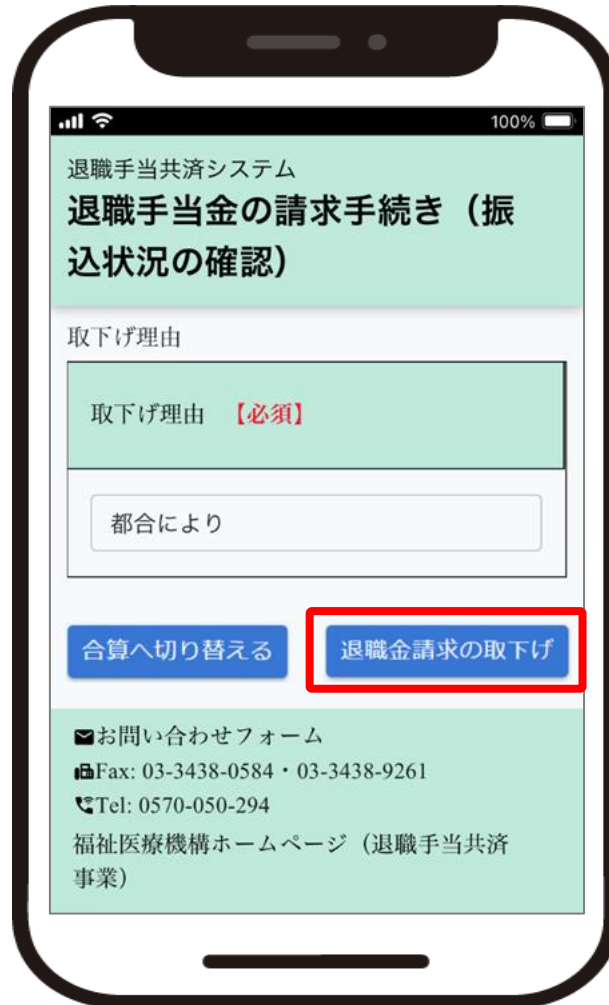 100%
退職手当共済システム
退職手当金の請求手続き（振
込状況の確認）
取下げ理由
取下げ理由 【必須】
都合により
合算へ切り替える 退職金請求の取下げ
お問い合わせフォーム
Fax: 03-3438-0584・03-3438-9261
Tel: 0570-050-294
福祉医療機構ホームページ（退職手当共済
事業）